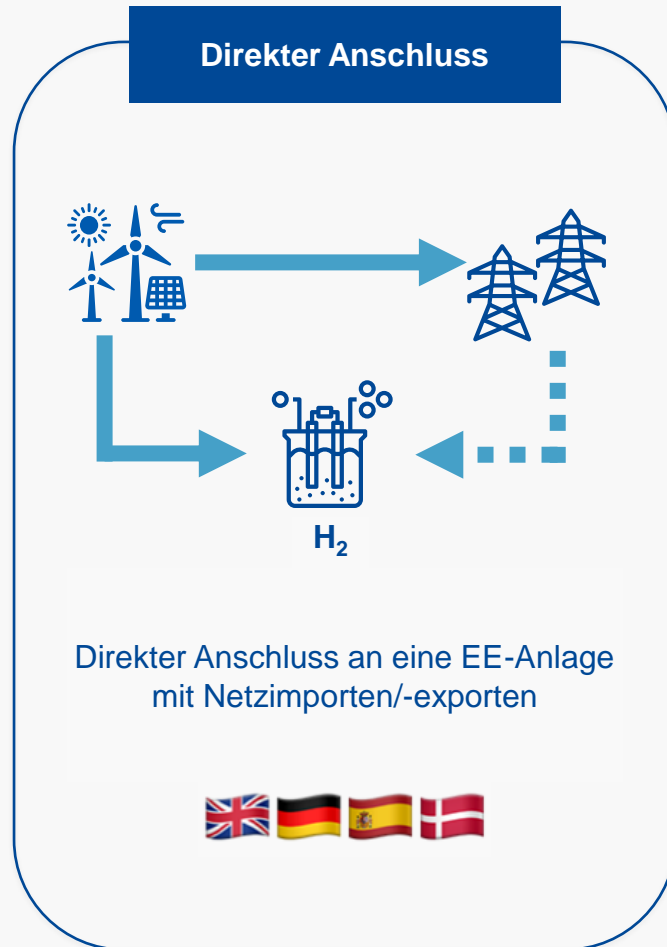 Direkter Anschluss
H₂
Direkter Anschluss an eine EE-Anlage
mit Netzimporten/-exporten